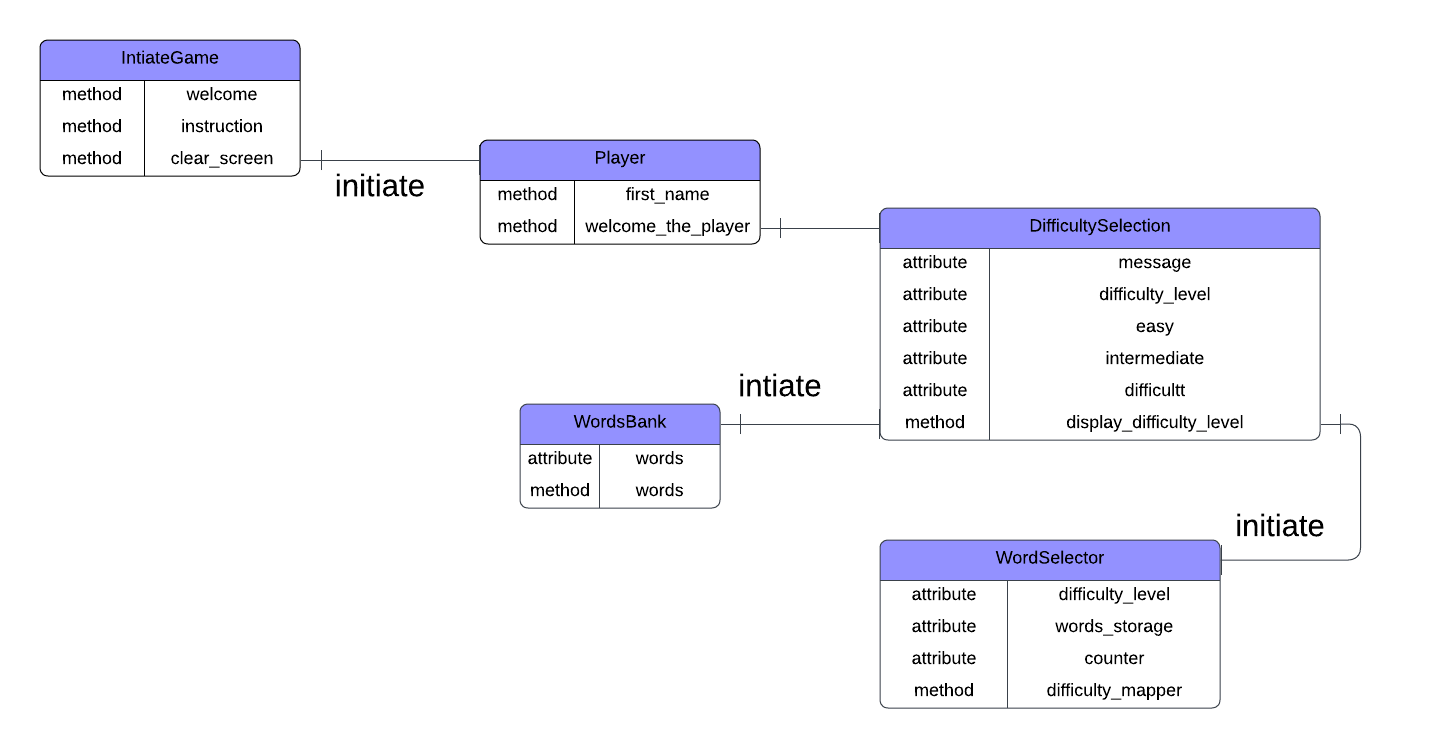 IntiateGame
method welcome
method instruction
method clear_screen
initiate
Player
method first_name
method welcome_the_player
DifficultySelection
attribute message
attribute difficulty_level
attribute easy
attribute intermediate
attribute difficultt
method display_difficulty_level
intiate
WordsBank
attribute words
method words
initiate
WordSelector
attribute difficulty_level
attribute words_storage
attribute counter
method difficulty_mapper